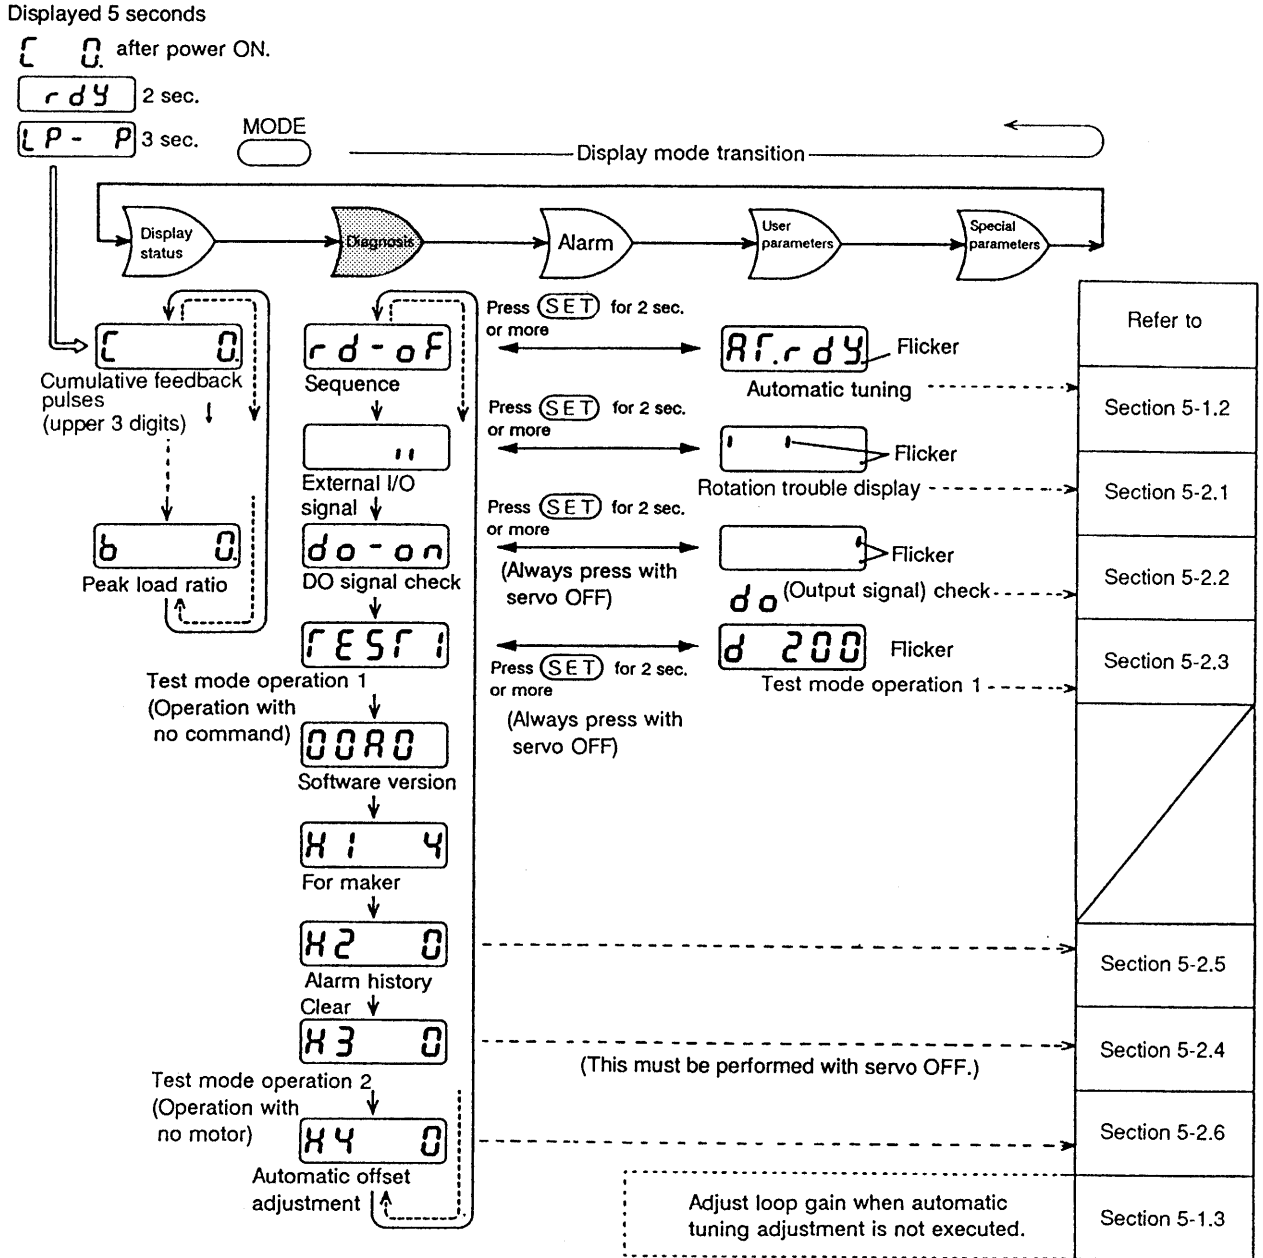 Displayed 5 seconds
C 0. after power ON.
rdy 2 sec.
LP- P 3 sec.
MODE
Display mode transition
Display
status
Diagnosis
Alarm
User
parameters
Special
parameters
Press SET for 2 sec.
or more
Refer to
C 0.
Cumulative feedback
pulses
(upper 3 digits)
rd-oF
Sequence
AT.rdy. Flicker
Automatic tuning
Section 5-1.2
Press SET for 2 sec.
or more
Flicker
External I/O
signal
Rotation trouble display
Section 5-2.1
Press SET for 2 sec.
or more
(Always press with
servo OFF)
b 0.
Peak load ratio
do-on
DO signal check
Flicker
do (Output signal) check
Section 5-2.2
TEST1
Test mode operation 1
(Operation with
no command)
Press SET for 2 sec.
or more
(Always press with
servo OFF)
d 200 Flicker
Test mode operation 1
Section 5-2.3
00A0
Software version
H1 4
For maker
H2 0
Alarm history
Clear
Section 5-2.5
H3 0
Test mode operation 2
(Operation with
no motor)
(This must be performed with servo OFF.)
Section 5-2.4
H4 0
Automatic offset
adjustment
Section 5-2.6
Adjust loop gain when automatic
tuning adjustment is not executed.
Section 5-1.3